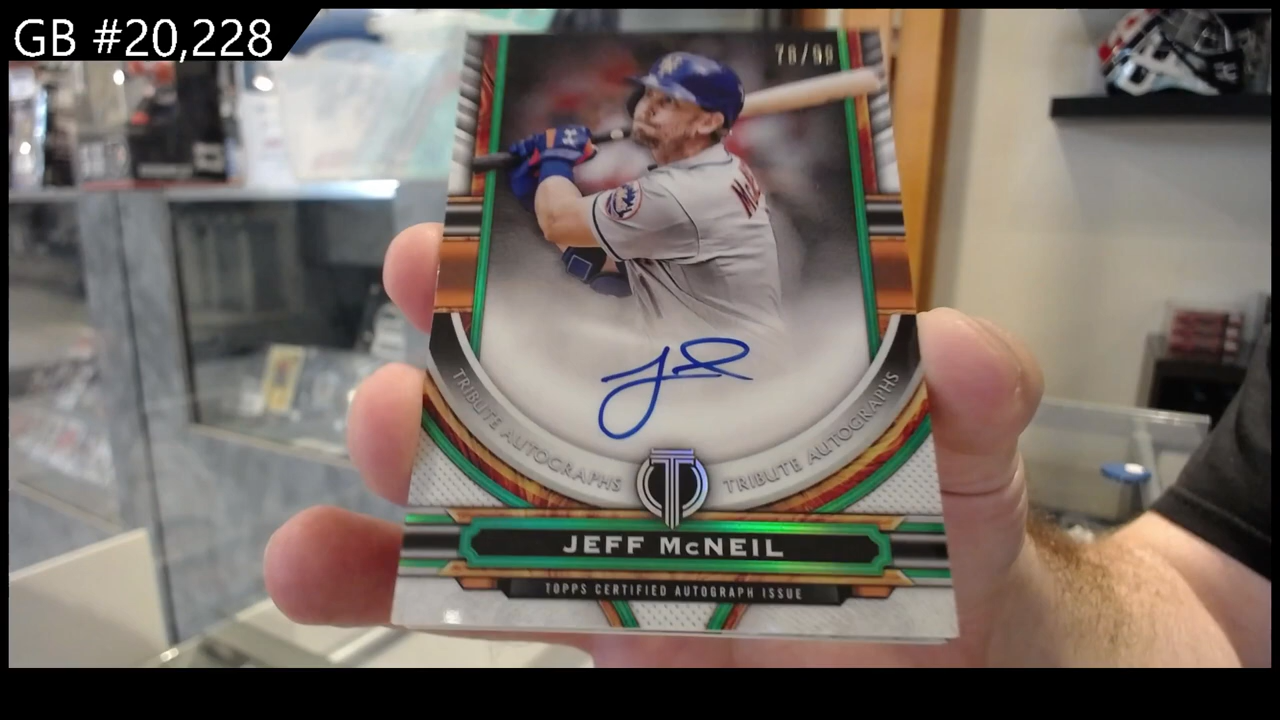 GB #20,228
78/99
TRIBUTE AUTOGRAPHS
TRIBUTE AUTOGRAPHS
JEFF McNEIL
TOPPS CERTIFIED AUTOGRAPH ISSUE